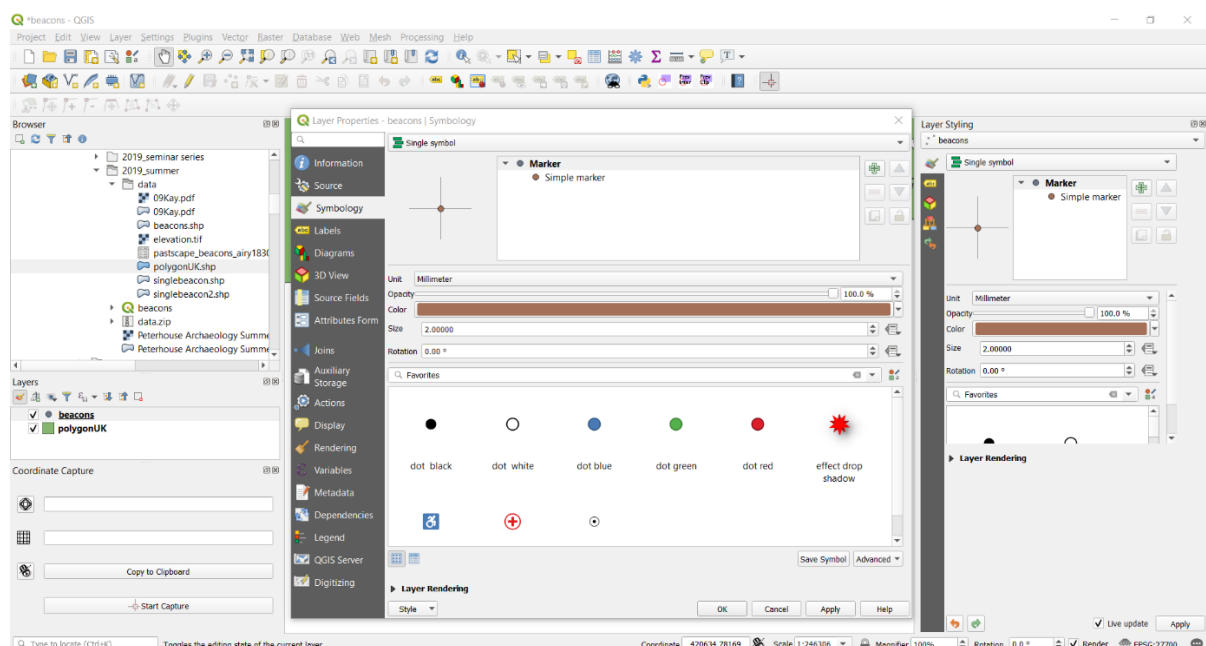 *beacons - QGIS
Project Edit View Layer Settings Plugins Vector Raster Database Web Mesh Processing Help
Browser
2019_seminar series
2019_summer
data
09Kay.pdf
09Kay.pdf
beacons.shp
elevation.tif
pastscape_beacons_airy1830
polygonUK.shp
singlebeacon.shp
singlebeacon2.shp
beacons
data.zip
Peterhouse Archaeology Summe
Peterhouse Archaeology Summe
Layers
beacons
polygonUK
Coordinate Capture
Copy to Clipboard
Start Capture
Layer Properties - beacons | Symbology
Information
Source
Symbology
Labels
Diagrams
3D View
Source Fields
Attributes Form
Joins
Auxiliary
Storage
Actions
Display
Rendering
Variables
Metadata
Dependencies
Legend
QGIS Server
Digitizing
Single symbol
Marker
Simple marker
Unit Millimeter
Opacity 100.0 %
Color
Size 2.00000
Rotation 0.00 °
Favorites
dot black dot white dot blue dot green dot red effect drop
shadow
Save Symbol Advanced
Layer Rendering
Style OK Cancel Apply Help
Layer Styling
beacons
Single symbol
Marker
Simple marker
Unit Millimeter
Opacity 100.0 %
Color
Size 2.00000
Rotation 0.00 °
Favorites
Layer Rendering
Live update Apply
Type to locate (Ctrl+K) Toggles the editing state of the current layer Coordinate 420634,78169 Scale 1:246306 Magnifier 100% Rotation 0.0 ° Render EPSG:27700